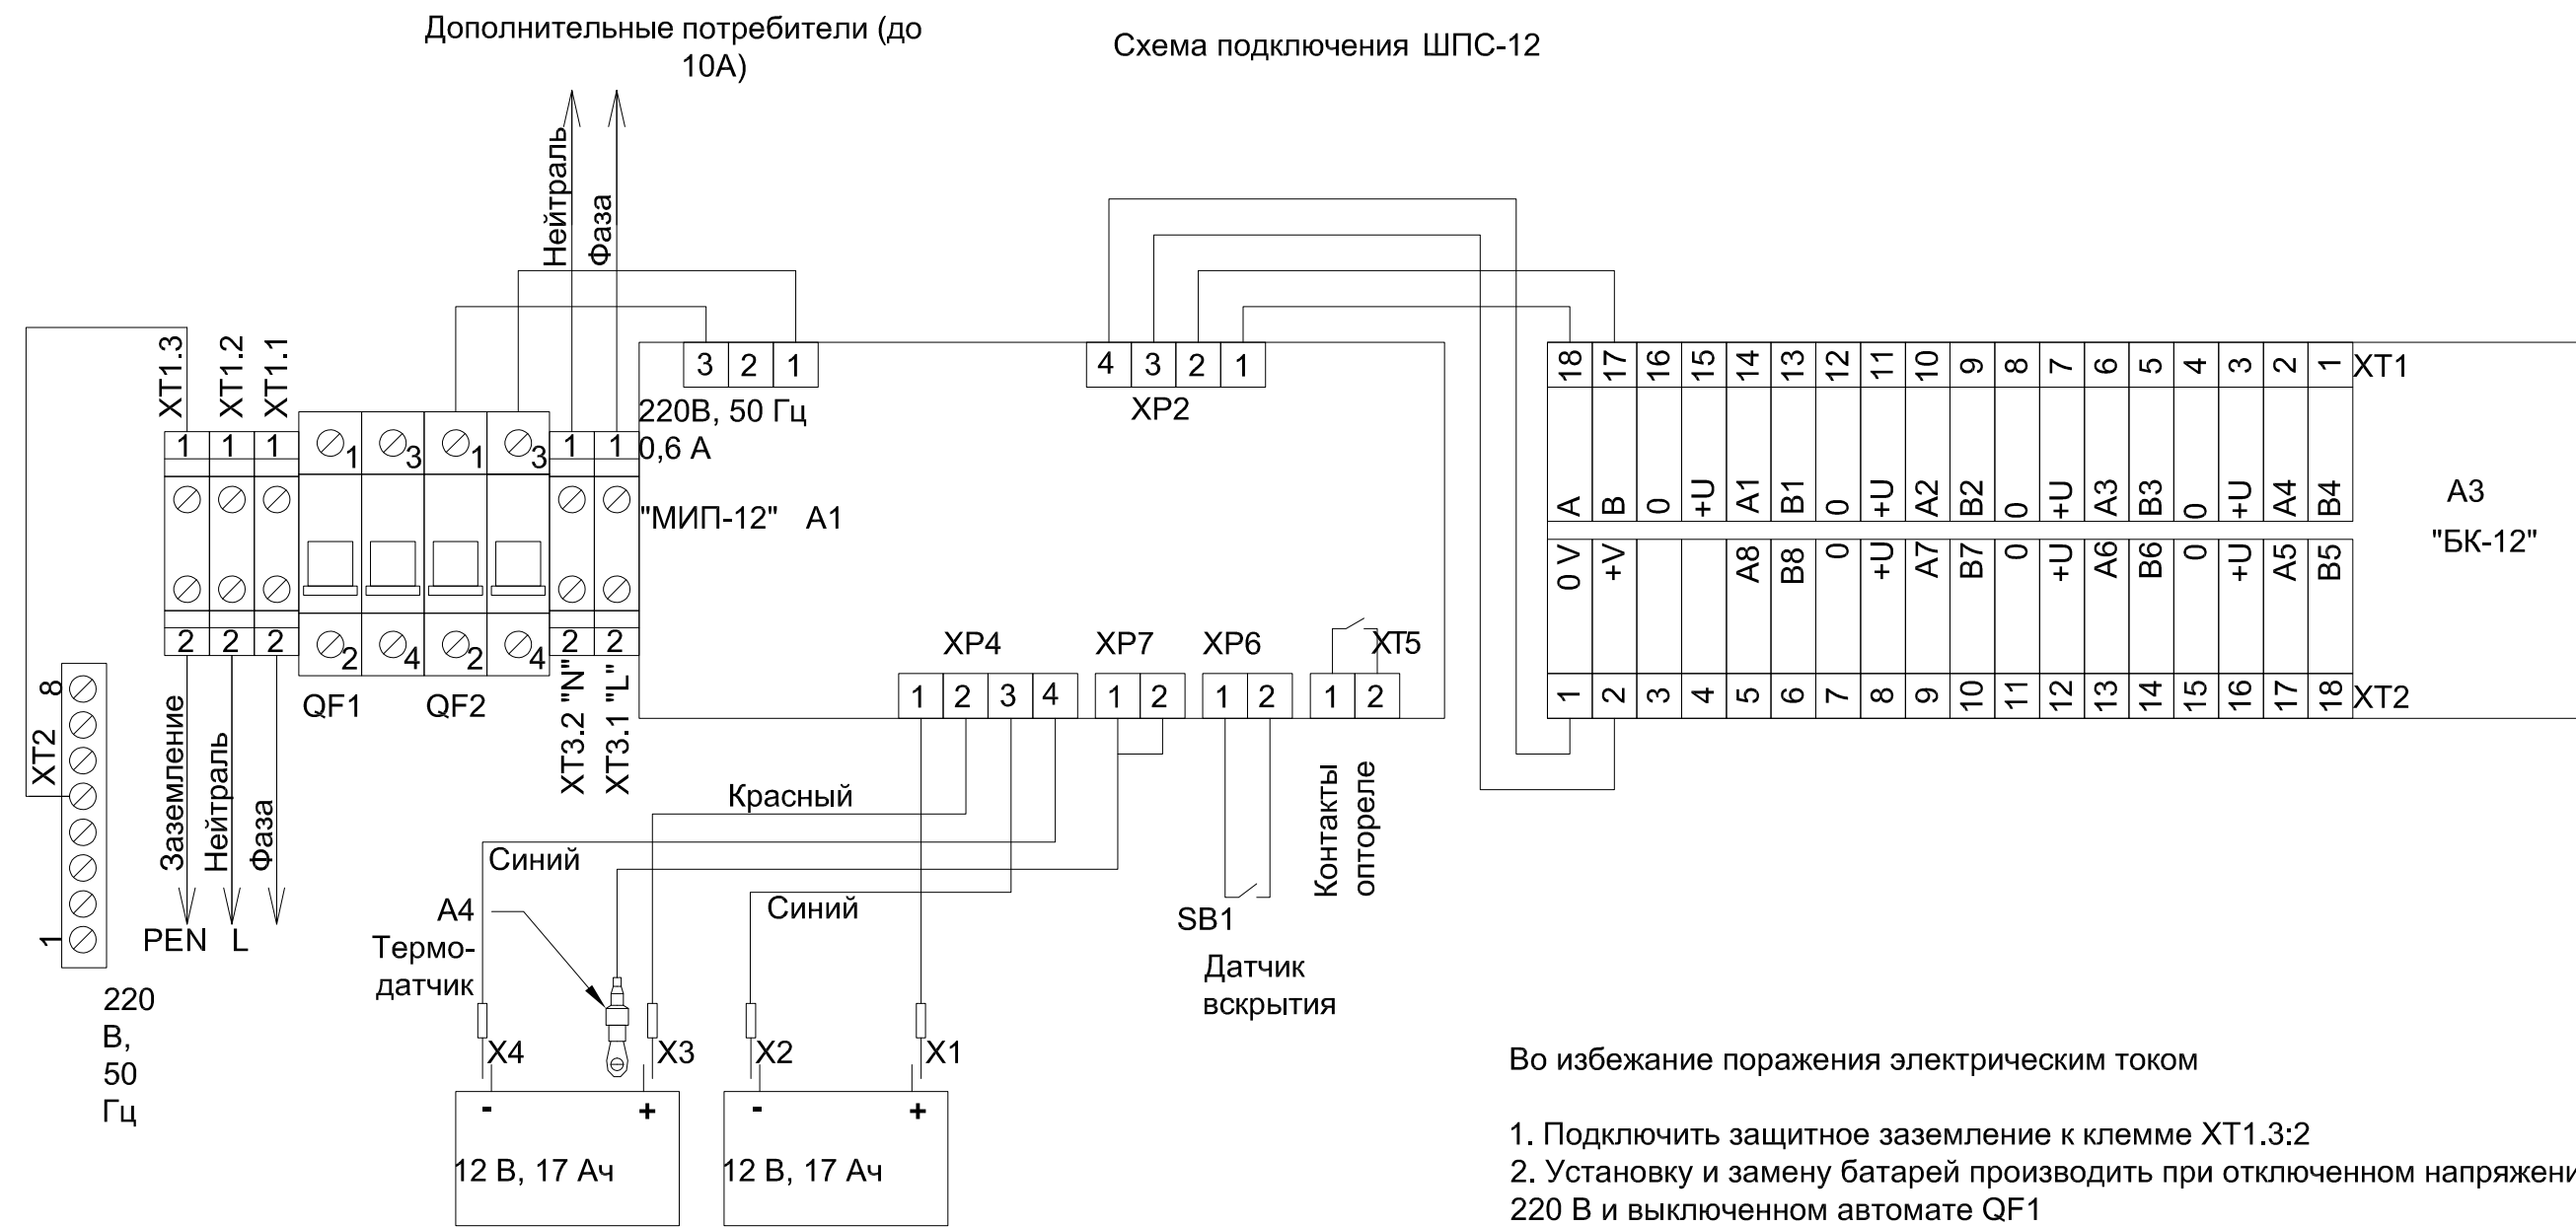 Дополнительные потребители (до
10А)
Схема подключения ШПС-12
Нейтраль
Фаза
XT1.3
XT1.2
XT1.1
3 2 1
220В, 50 Гц
0,6 А
"МИП-12" А1
4 3 2 1
XP2
1 1 1
1 3 1 3
1 1
2 2 2
2 4 2 4
2 2
QF1
QF2
XT3.2 "N"
XT3.1 "L"
8
XT2
1
Заземление
Нейтраль
Фаза
PEN L
220
В,
50
Гц
XP4
XP7
XP6
XT5
1 2 3 4
1 2
1 2
1 2
Красный
Синий
Синий
А4
Термо-
датчик
SB1
Датчик
вскрытия
Контакты
оптореле
X4
X3
X2
X1
- +
- +
12 В, 17 Ач
12 В, 17 Ач
18 17 16 15 14 13 12 11 10 9 8 7 6 5 4 3 2 1
XT1
A B 0 +U A1 B1 0 +U A2 B2 0 +U A3 B3 0 +U A4 B4
0 V +V A8 B8 0 +U A7 B7 0 +U A6 B6 0 +U A5 B5
1 2 3 4 5 6 7 8 9 10 11 12 13 14 15 16 17 18
XT2
А3
"БК-12"
Во избежание поражения электрическим током
1. Подключить защитное заземление к клемме XT1.3:2
2. Установку и замену батарей производить при отключенном напряжени
220 В и выключенном автомате QF1